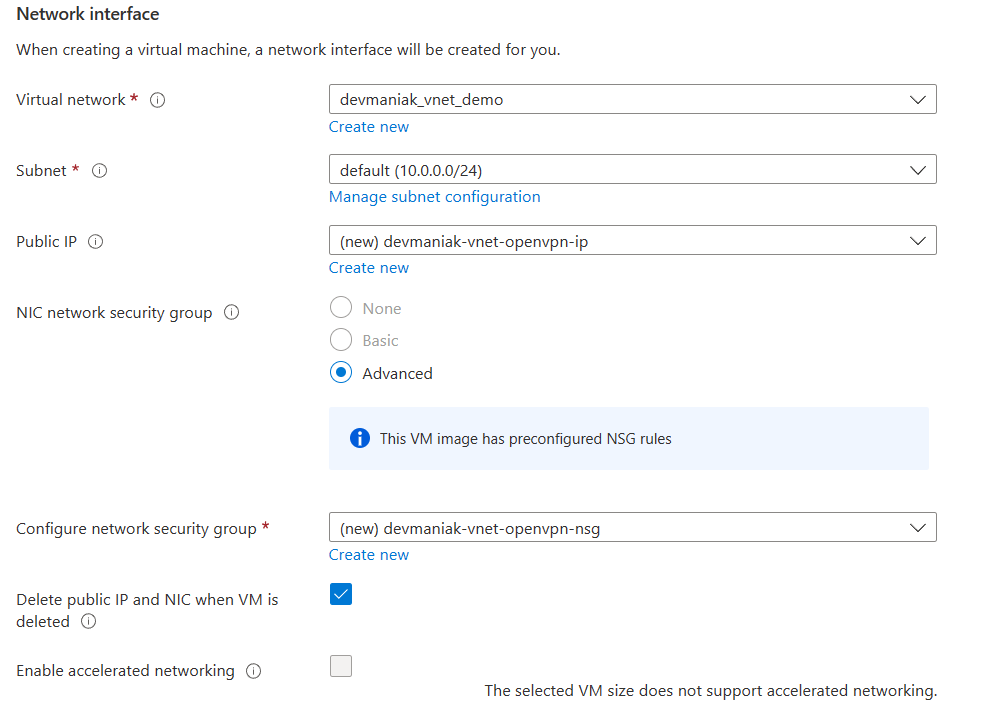 Network interface
When creating a virtual machine, a network interface will be created for you.
Virtual network *
devmaniak_vnet_demo
Create new
Subnet *
default (10.0.0.0/24)
Manage subnet configuration
Public IP
(new) devmaniak-vnet-openvpn-ip
Create new
NIC network security group
None
Basic
Advanced
This VM image has preconfigured NSG rules
Configure network security group *
(new) devmaniak-vnet-openvpn-nsg
Create new
Delete public IP and NIC when VM is
deleted
Enable accelerated networking
The selected VM size does not support accelerated networking.